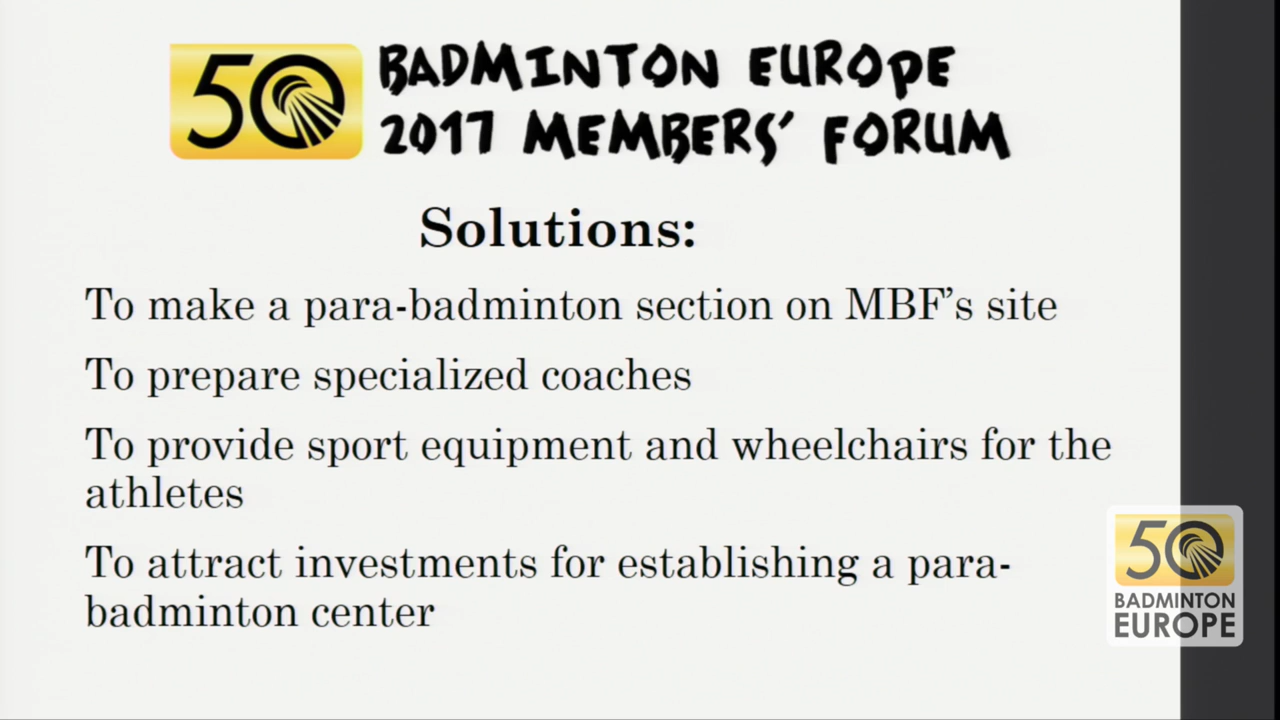 50 BADMINTON EUROPE
2017 MEMBERS' FORUM
Solutions:
To make a para-badminton section on MBF's site
To prepare specialized coaches
To provide sport equipment and wheelchairs for the
athletes
To attract investments for establishing a para-
badminton center
50
BADMINTON
EUROPE